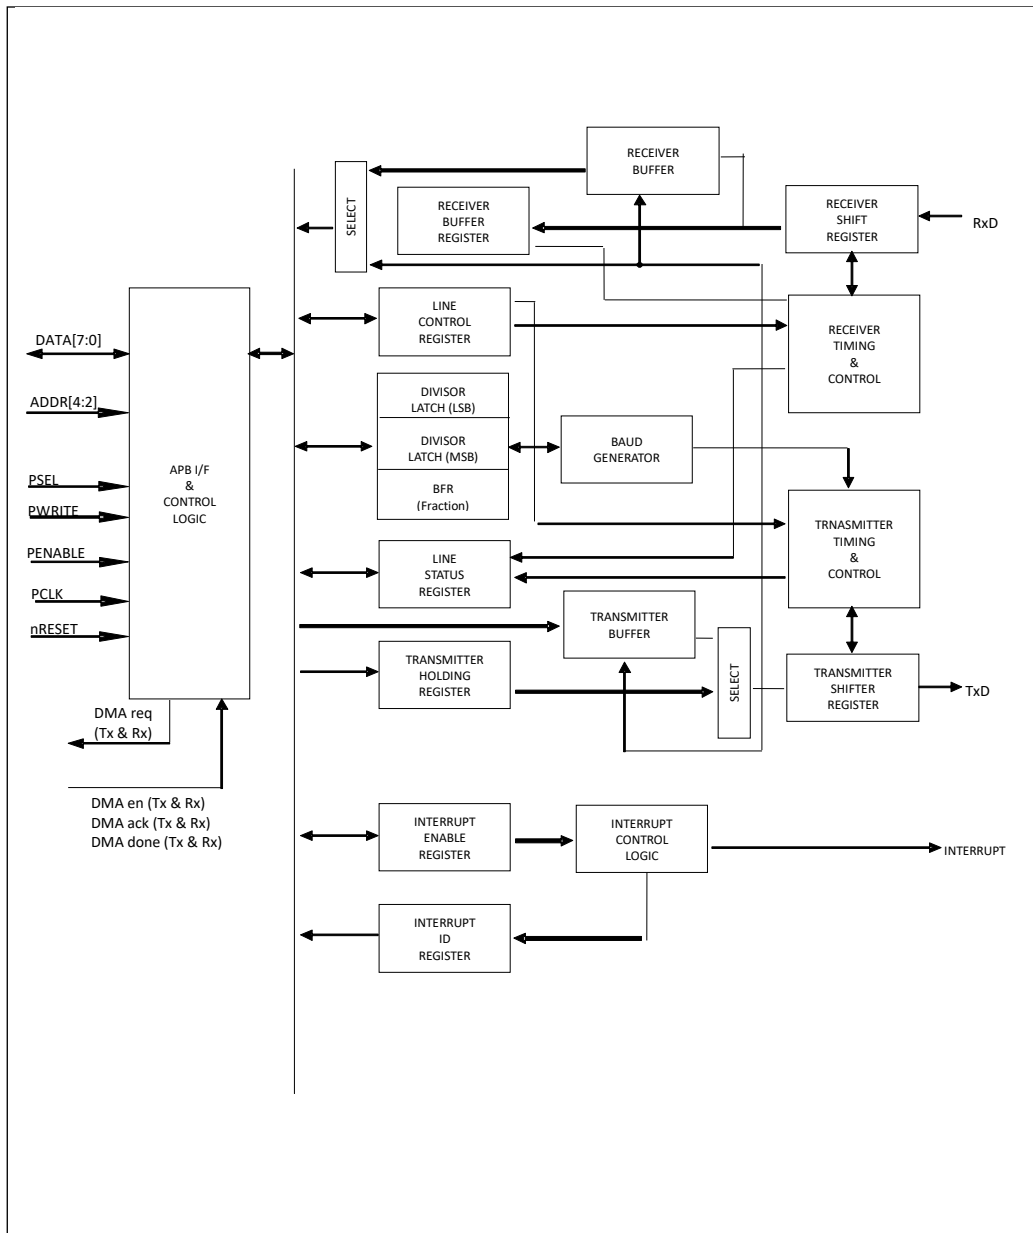 RECEIVER
BUFFER
SELECT
RECEIVER
BUFFER
REGISTER
RECEIVER
SHIFT
REGISTER
RxD
LINE
CONTROL
REGISTER
RECEIVER
TIMING
&
CONTROL
DATA[7:0]
ADDR[4:2]
PSEL
PWRITE
PENABLE
PCLK
nRESET
APB I/F
&
CONTROL
LOGIC
DIVISOR
LATCH (LSB)
DIVISOR
LATCH (MSB)
BFR
(Fraction)
BAUD
GENERATOR
TRNASMITTER
TIMING
&
CONTROL
LINE
STATUS
REGISTER
TRANSMITTER
BUFFER
TRANSMITTER
HOLDING
REGISTER
SELECT
TRANSMITTER
SHIFTER
REGISTER
TxD
DMA req
(Tx & Rx)
DMA en (Tx & Rx)
DMA ack (Tx & Rx)
DMA done (Tx & Rx)
INTERRUPT
ENABLE
REGISTER
INTERRUPT
CONTROL
LOGIC
INTERRUPT
INTERRUPT
ID
REGISTER